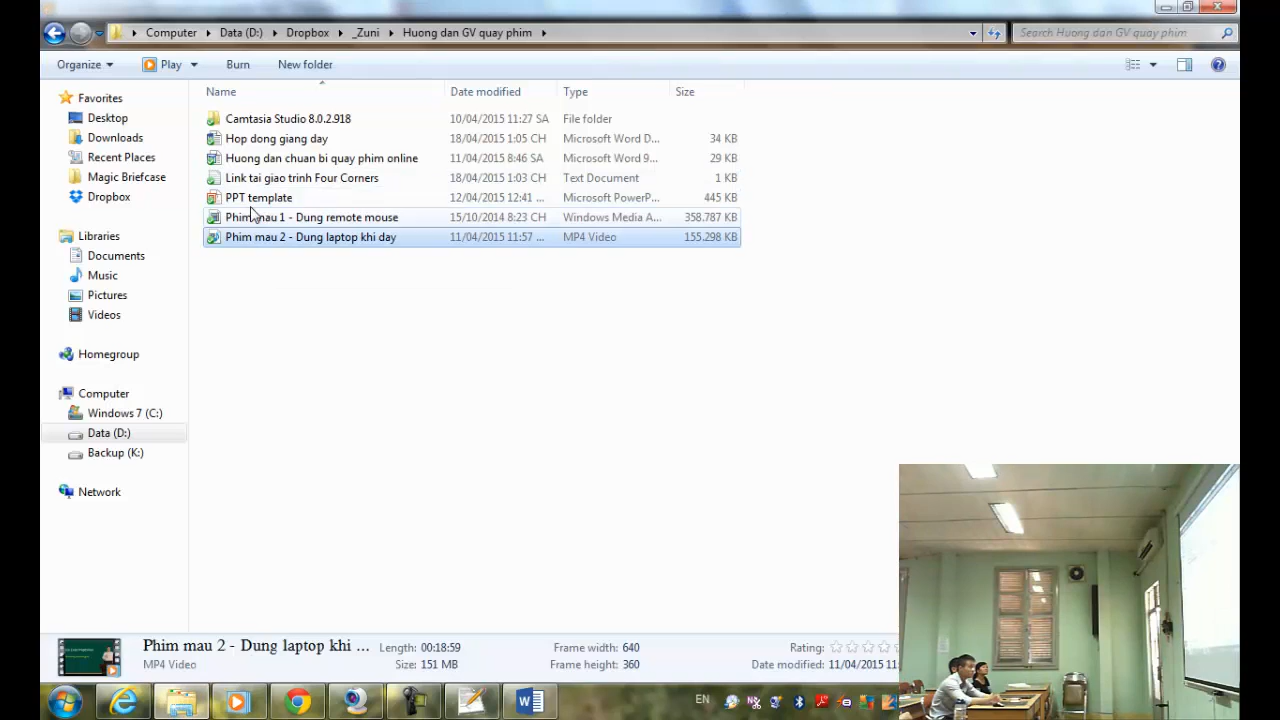 Computer Data (D:) Dropbox _Zuni Huong dan GV quay phim Search Huong dan GV quay phim
Organize Play Burn New folder
Name Date modified Type Size
Favorites
Desktop
Downloads
Recent Places
Magic Briefcase
Dropbox
Libraries
Documents
Music
Pictures
Videos
Homegroup
Computer
Windows 7 (C:)
Data (D:)
Backup (K:)
Network
Camtasia Studio 8.0.2.918 10/04/2015 11:27 SA File folder
Hop dong giang day 18/04/2015 1:05 CH Microsoft Word D... 34 KB
Huong dan chuan bi quay phim online 11/04/2015 8:46 SA Microsoft Word 9... 29 KB
Link tai giao trinh Four Corners 18/04/2015 1:03 CH Text Document 1 KB
PPT template 12/04/2015 12:41 ... Microsoft PowerP... 445 KB
Phim mau 1 - Dung remote mouse 15/10/2014 8:23 CH Windows Media A... 358.787 KB
Phim mau 2 - Dung laptop khi day 11/04/2015 11:57 ... MP4 Video 155.298 KB
Phim mau 2 - Dung laptop khi ... Length: 00:18:59 Frame width: 640 Rating:
MP4 Video Size: 151 MB Frame height: 360 Date modified: 11/04/2015 11:
EN